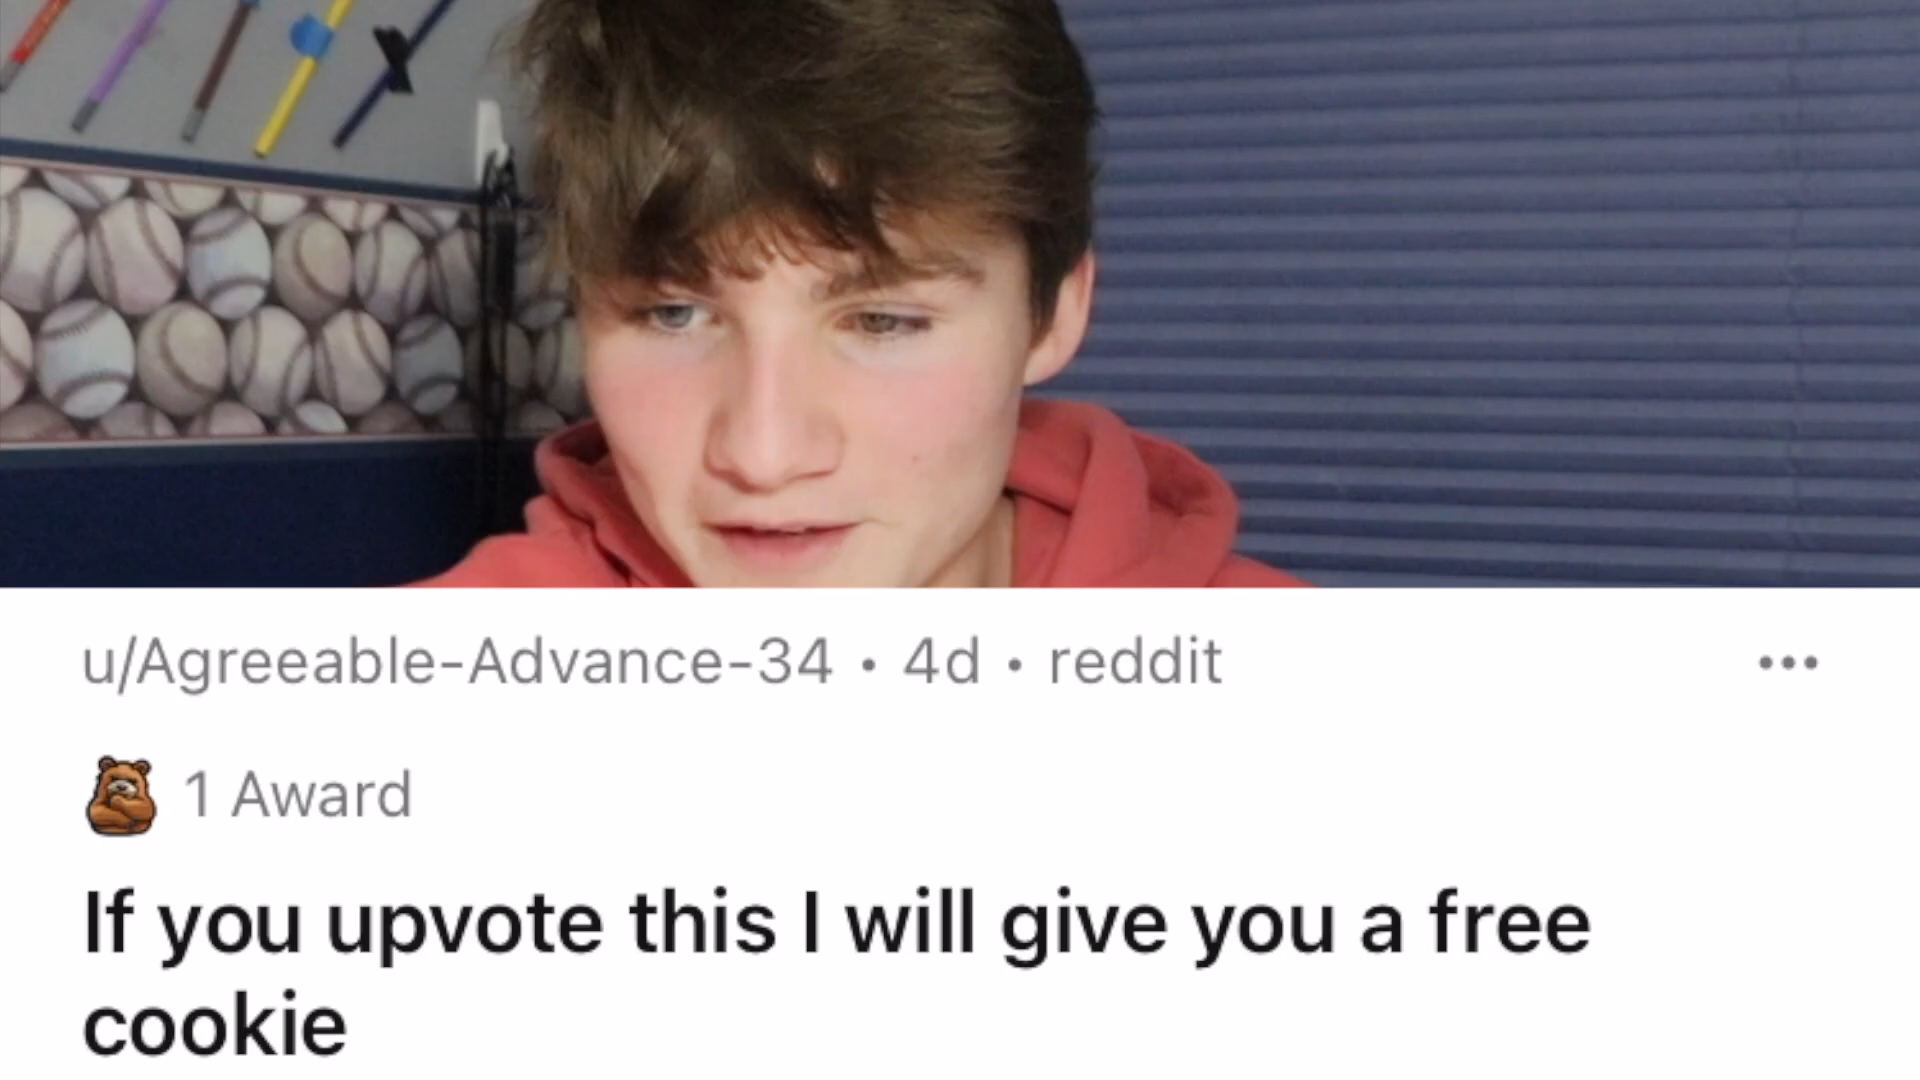 u/Agreeable-Advance-34 • 4d • reddit
1 Award
If you upvote this I will give you a free
cookie